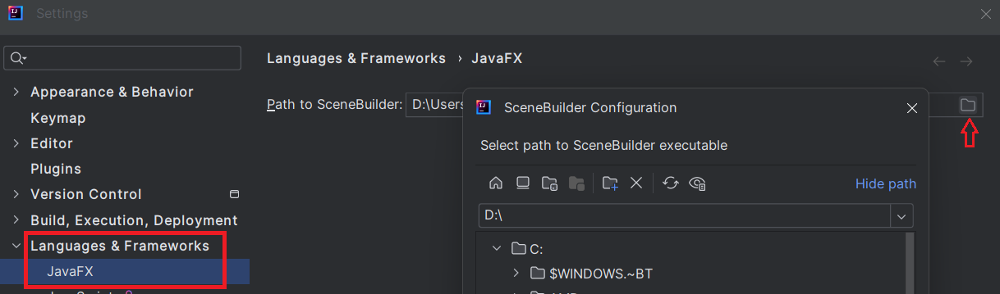 Settings
Languages & Frameworks › JavaFX
Appearance & Behavior
Keymap
Editor
Plugins
Version Control
Build, Execution, Deployment
Languages & Frameworks
JavaFX
Path to SceneBuilder: D:\Users
SceneBuilder Configuration
Select path to SceneBuilder executable
Hide path
D:\
C:
$WINDOWS.~BT